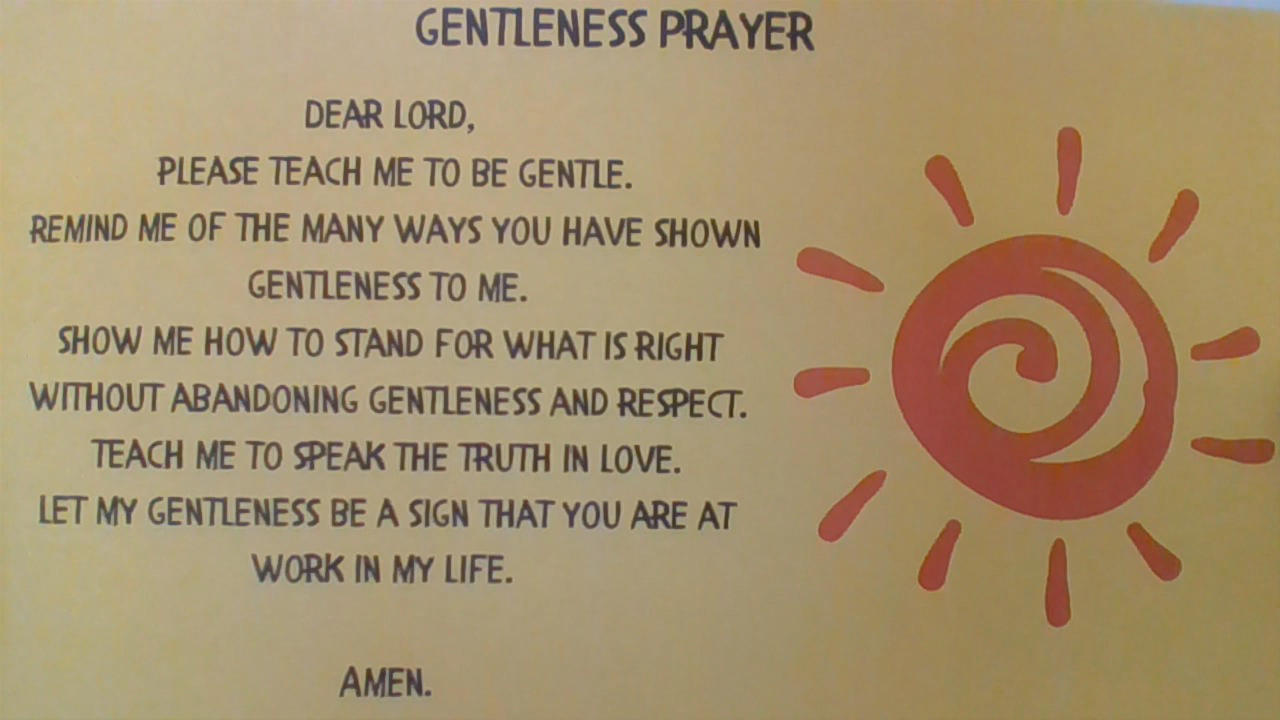 GENTLENESS PRAYER
DEAR LORD,
PLEASE TEACH ME TO BE GENTLE.
REMIND ME OF THE MANY WAYS YOU HAVE SHOWN
GENTLENESS TO ME.
SHOW ME HOW TO STAND FOR WHAT IS RIGHT
WITHOUT ABANDONING GENTLENESS AND RESPECT.
TEACH ME TO SPEAK THE TRUTH IN LOVE.
LET MY GENTLENESS BE A SIGN THAT YOU ARE AT
WORK IN MY LIFE.
AMEN.